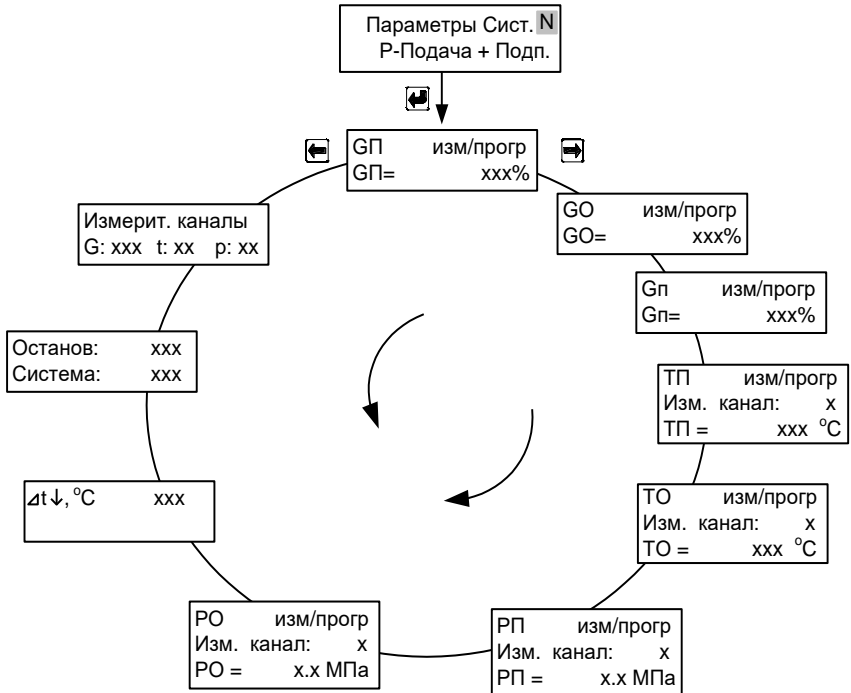 Параметры Сист. N
Р-Подача + Подп.
GП изм/прогр
GП= xxx%
GО изм/прогр
GО= xxx%
Gп изм/прогр
Gп= xxx%
ТП изм/прогр
Изм. канал: x
ТП = xxx °C
ТО изм/прогр
Изм. канал: x
ТО = xxx °C
РП изм/прогр
Изм. канал: x
РП = x.x МПа
РО изм/прогр
Изм. канал: x
РО = x.x МПа
⊿t↓, °C xxx
Останов: xxx
Система: xxx
Измерит. каналы
G: xxx t: xx p: xx